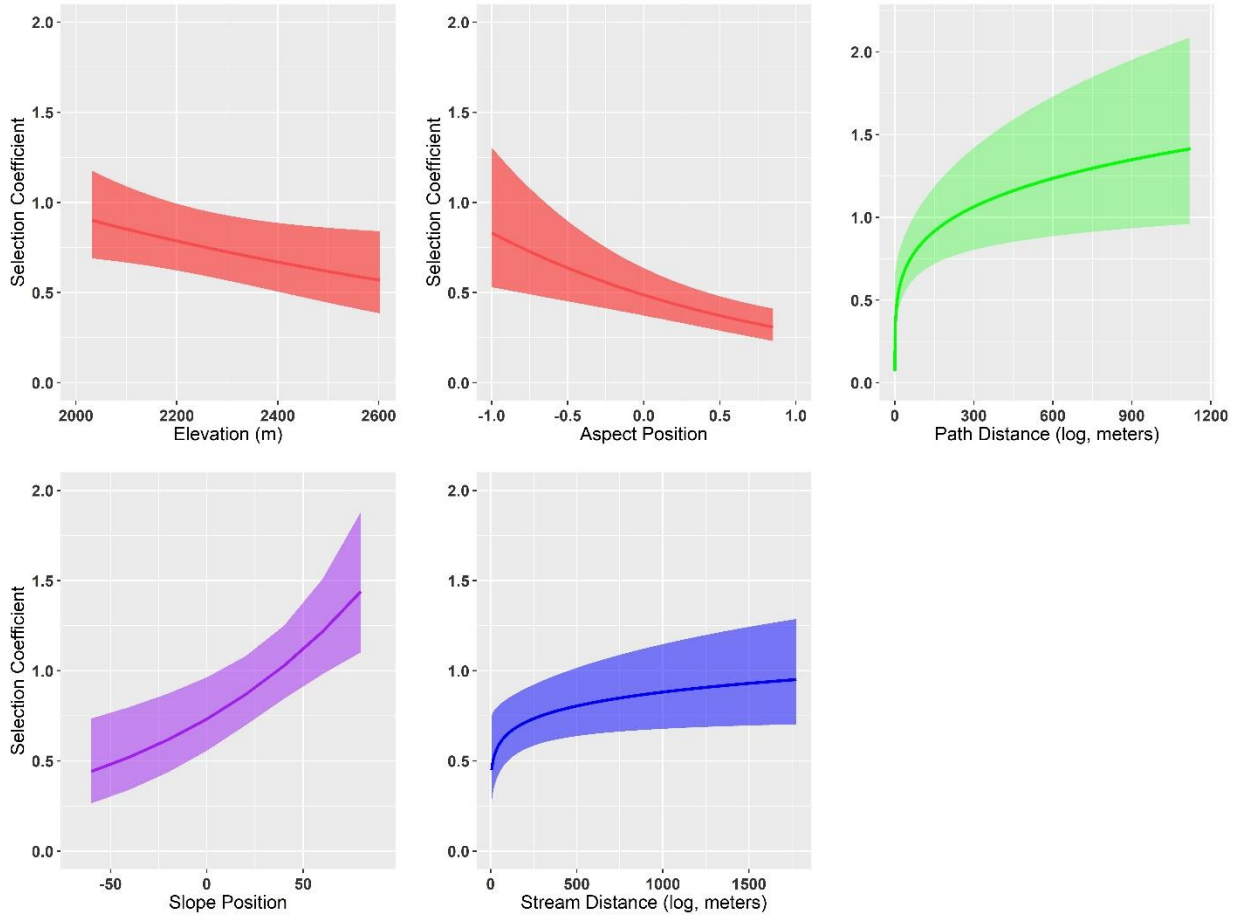 2.0
1.5
1.0
0.5
0.0
Selection Coefficient
2000 2200 2400 2600
Elevation (m)
2.0
1.5
1.0
0.5
0.0
Selection Coefficient
-1.0 -0.5 0.0 0.5 1.0
Aspect Position
2.0
1.5
1.0
0.5
0.0
0 300 600 900 1200
Path Distance (log, meters)
2.0
1.5
1.0
0.5
0.0
Selection Coefficient
-50 0 50
Slope Position
2.0
1.5
1.0
0.5
0.0
0 500 1000 1500
Stream Distance (log, meters)